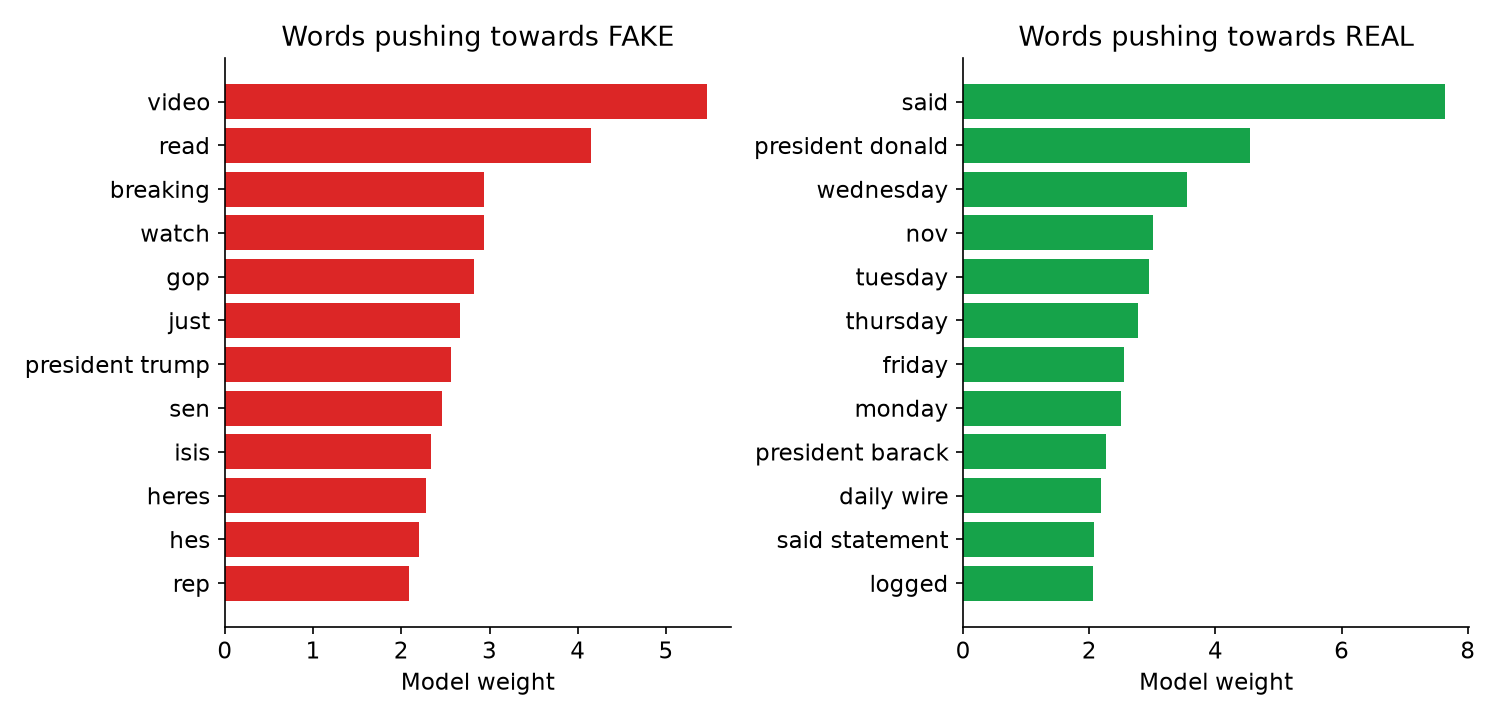 Words pushing towards FAKE
video
read
breaking
watch
gop
just
president trump
sen
isis
heres
hes
rep
0 1 2 3 4 5
Model weight
Words pushing towards REAL
said
president donald
wednesday
nov
tuesday
thursday
friday
monday
president barack
daily wire
said statement
logged
0 2 4 6 8
Model weight